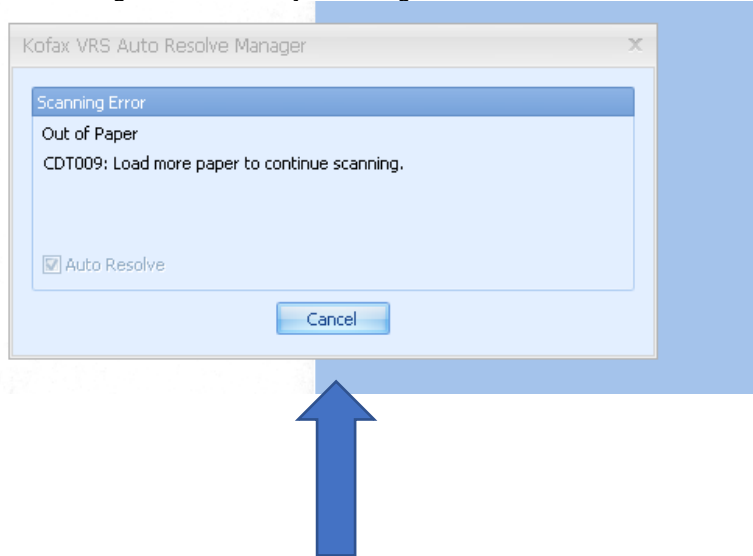 Kofax VRS Auto Resolve Manager
Scanning Error
Out of Paper
CDT009: Load more paper to continue scanning.
Auto Resolve
Cancel